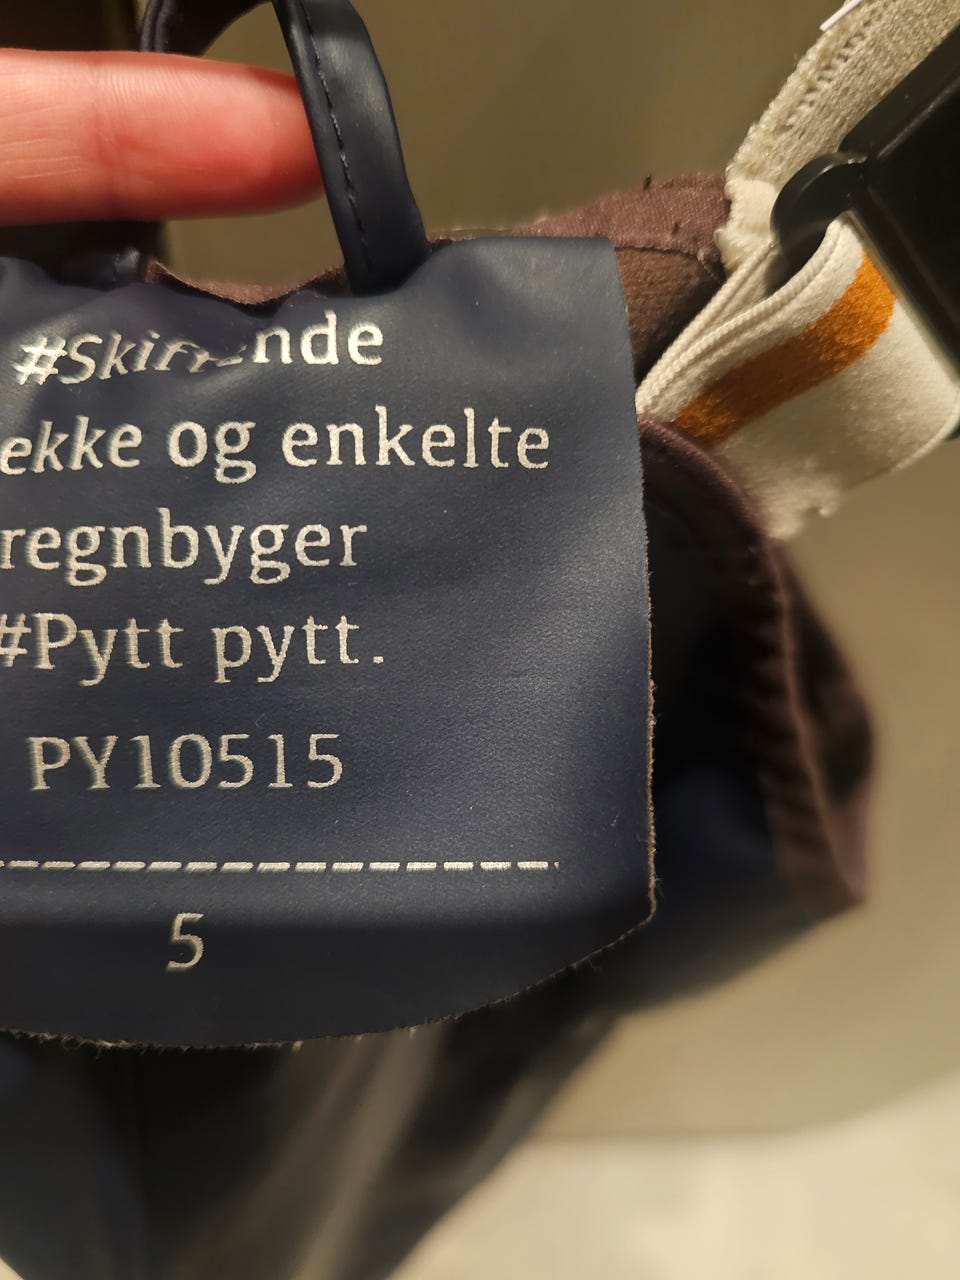 #Skiftende
ekke og enkelte
regnbyger
#Pytt pytt.
PY10515
5